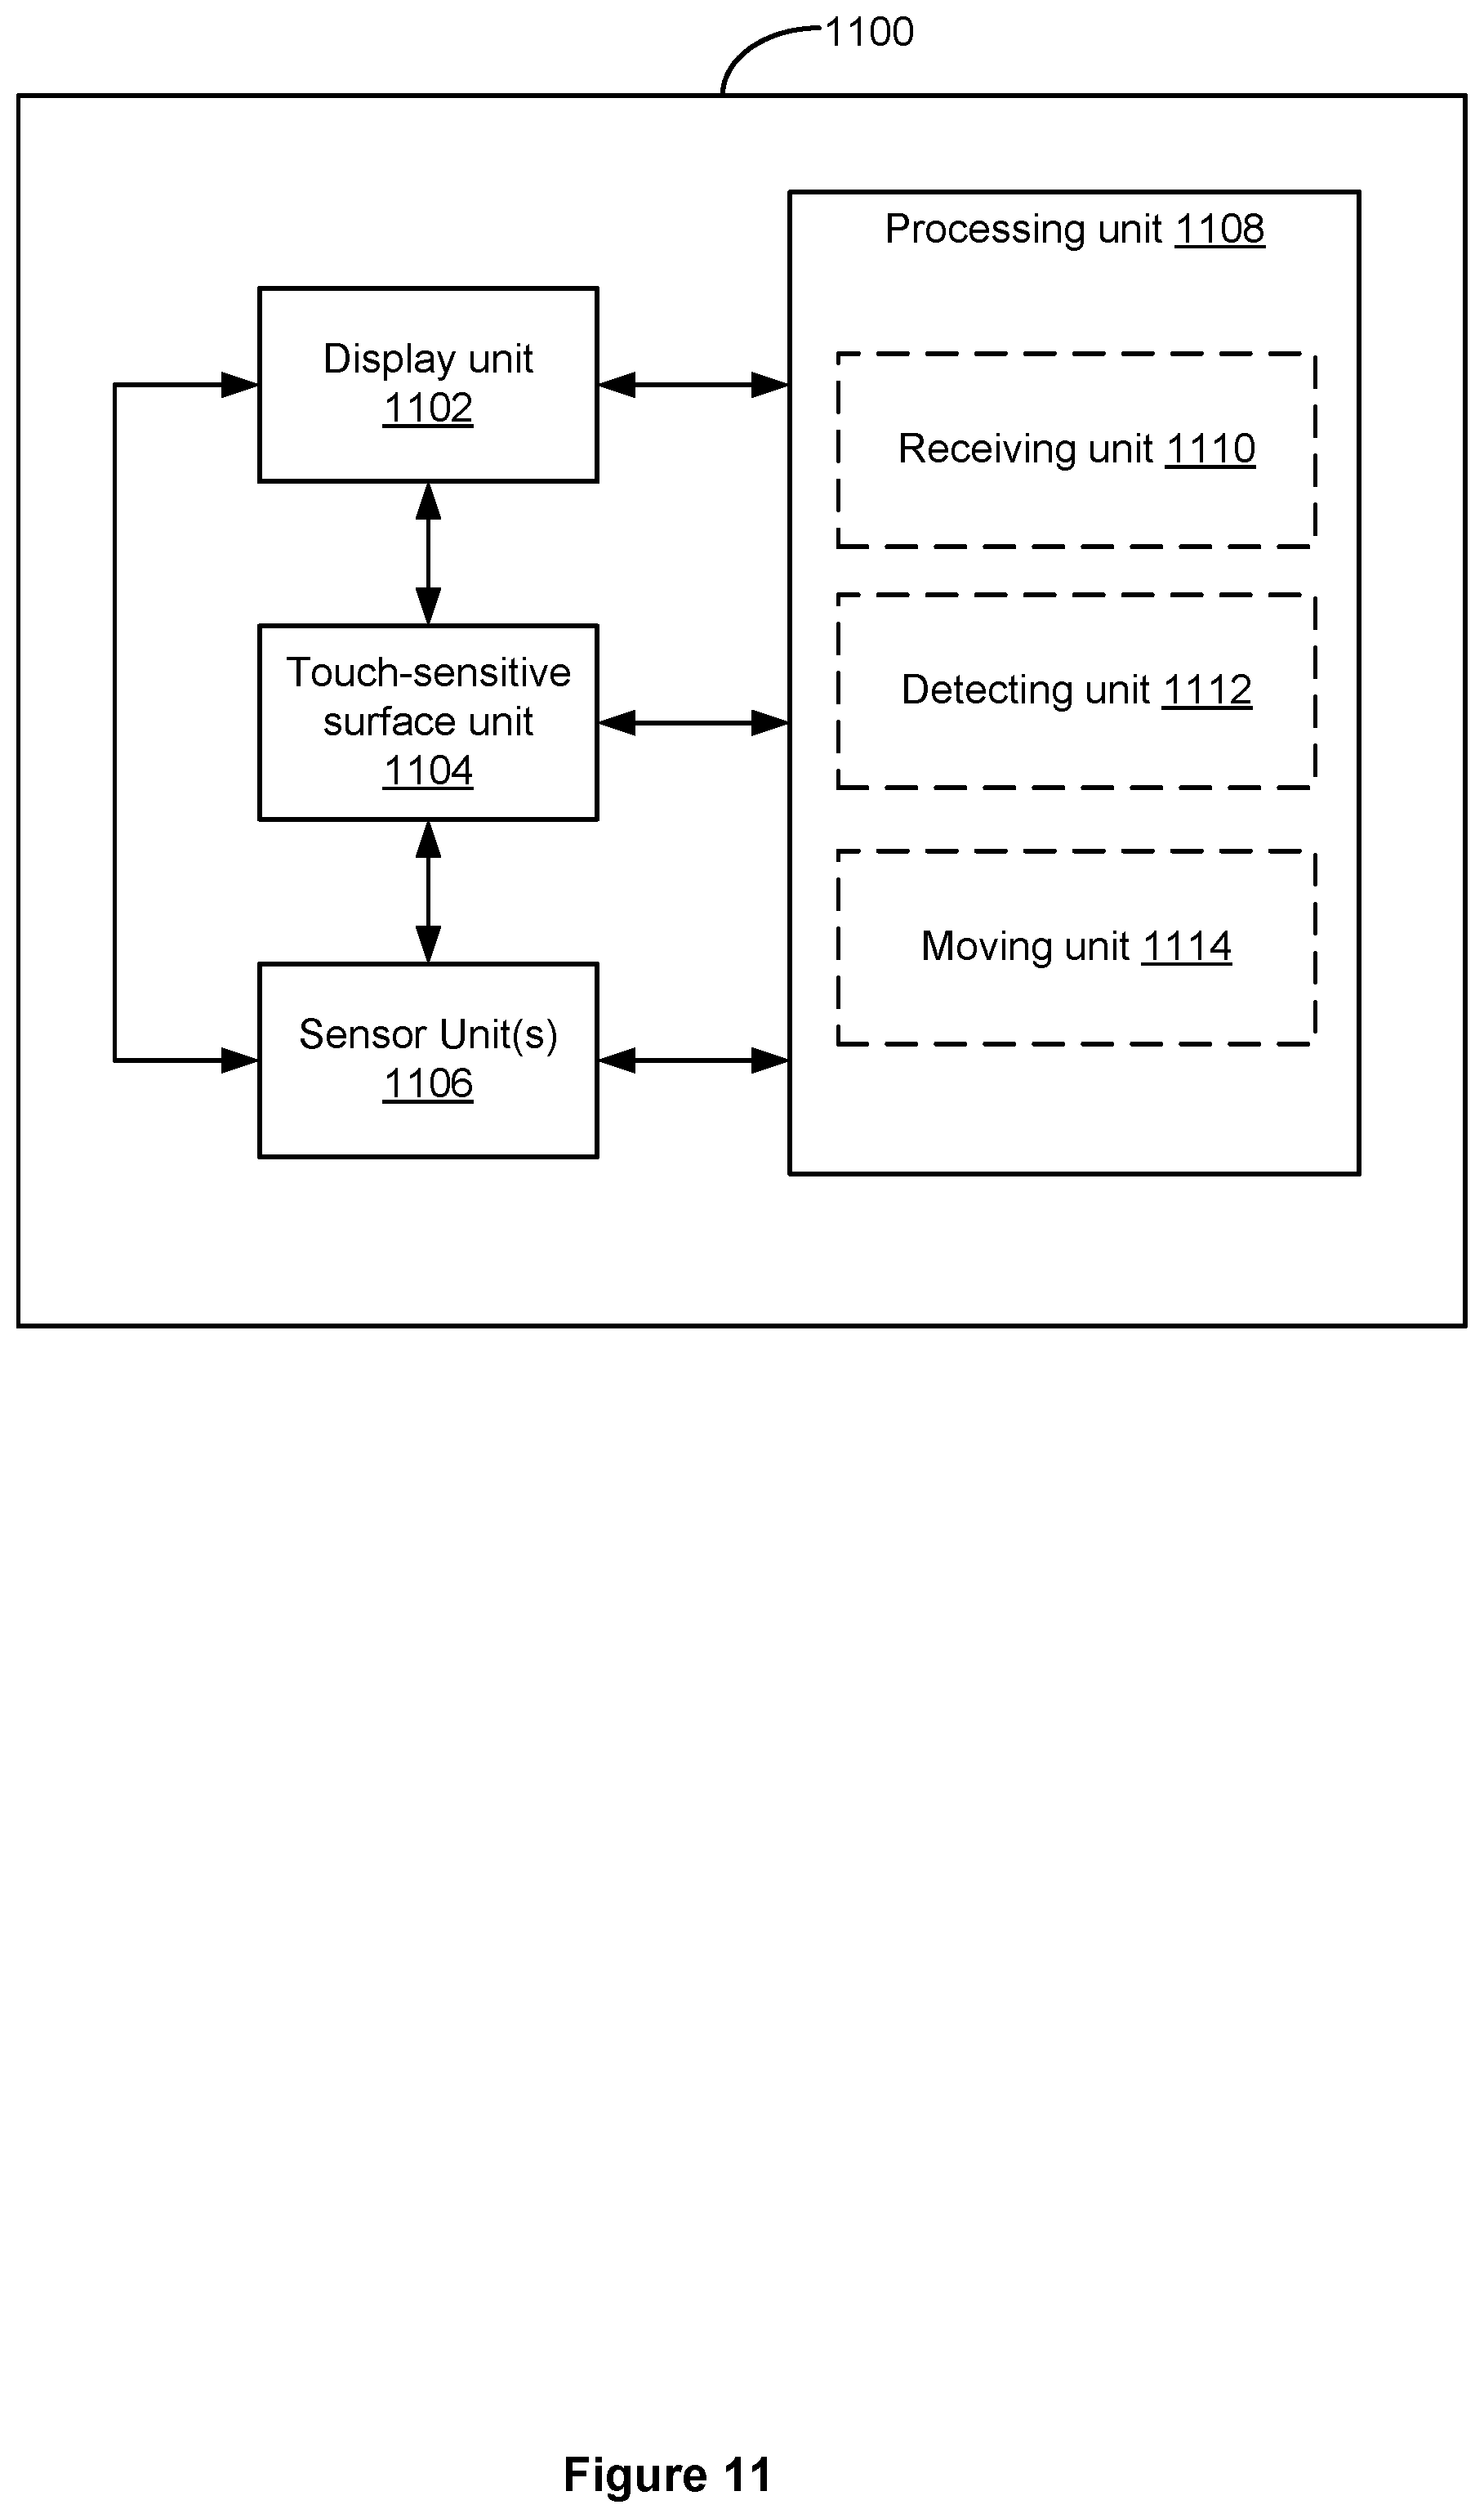 1100
Processing unit 1108
Display unit
1102
Receiving unit 1110
Touch-sensitive
surface unit
1104
Detecting unit 1112
Moving unit 1114
Sensor Unit(s)
1106
Figure 11